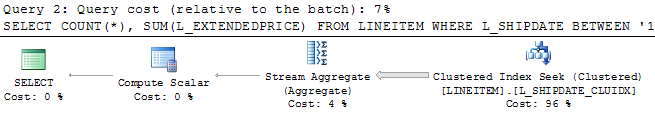 Query 2: Query cost (relative to the batch): 7%
SELECT COUNT(*), SUM(L_EXTENDEDPRICE) FROM LINEITEM WHERE L_SHIPDATE BETWEEN '1
SELECT
Cost: 0 %
Compute Scalar
Cost: 0 %
Stream Aggregate
(Aggregate)
Cost: 4 %
Clustered Index Seek (Clustered)
[LINEITEM].[L_SHIPDATE_CLUIDX]
Cost: 96 %